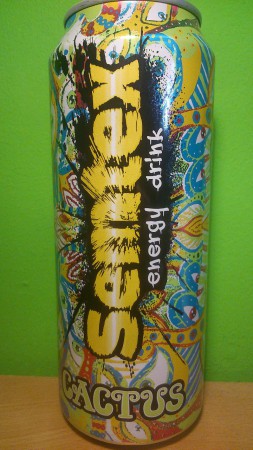 semtex
energy drink
CACTUS